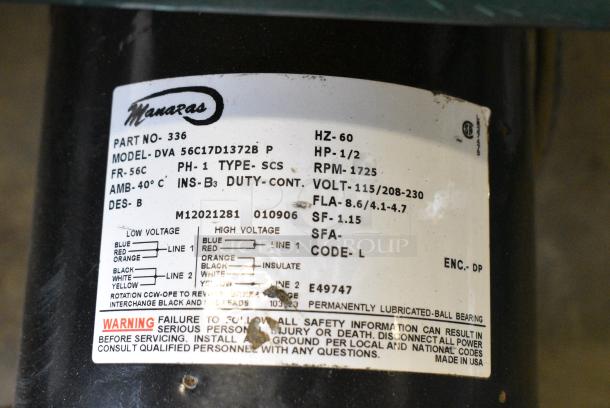 Manaras
PART NO- 336
MODEL- DVA 56C17D1372B P
FR- 56C PH- 1 TYPE- SCS
AMB- 40° C INS- B3 DUTY- CONT.
DES- B
M12021281 010906
HZ- 60
HP- 1/2
RPM- 1725
VOLT- 115/208-230
FLA- 8.6/4.1-4.7
SF- 1.15
SFA-
CODE- L
ENC.- DP
E49747
LOW VOLTAGE
BLUE
RED
ORANGE
LINE 1
BLACK
WHITE
YELLOW
LINE 2
HIGH VOLTAGE
BLUE
RED
LINE 1
ORANGE
BLACK
WHITE
INSULATE
YELLOW
LINE 2
ROTATION CCW-OPE TO
INTERCHANGE BLACK AND LEADS
PERMANENTLY LUBRICATED-BALL BEARING
WARNING FAILURE TO FOLLOW ALL SAFETY INFORMATION CAN RESULT IN
SERIOUS PERSONAL INJURY OR DEATH. DISCONNECT ALL POWER
BEFORE SERVICING. INSTALL GROUND PER LOCAL AND NATIONAL CODES
CONSULT QUALIFIED PERSONNEL WITH ANY QUESTIONS.
MADE IN USA